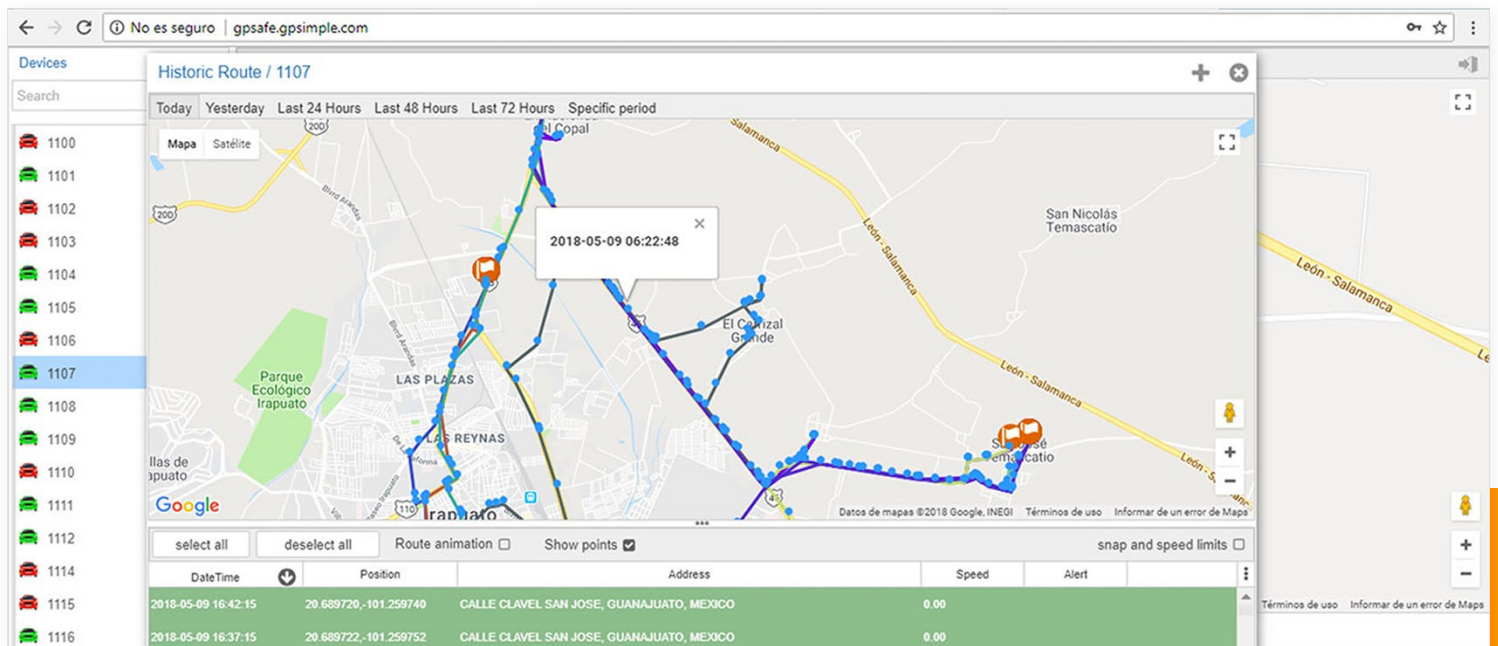 No es seguro | gpsafe.gpsimple.com
Devices
Search
1100
1101
1102
1103
1104
1105
1106
1107
1108
1109
1110
1111
1112
1114
1115
1116
Historic Route / 1107
Today Yesterday Last 24 Hours Last 48 Hours Last 72 Hours Specific period
Mapa Satélite
200
200
el Copal
Salamanca
Blvrd Arandas
2018-05-09 06:22:48
San Nicolás
Temascatío
León - Salamanca
45
El Carrizal
Grande
Blvrd Arandas
LAS PLAZAS
Parque
Ecológico
Irapuato
León - Salamanca
LAS REYNAS
San José
Temascatio
llas de
apuato
110
Irapuato
45
Google
Datos de mapas ©2018 Google, INEGI Términos de uso Informar de un error de Maps
León - Salamanca
Términos de uso Informar de un error de Maps
select all deselect all Route animation Show points snap and speed limits
DateTime Position Address Speed Alert
2018-05-09 16:42:15 20.689720,-101.259740 CALLE CLAVEL SAN JOSE, GUANAJUATO, MEXICO 0.00
2018-05-09 16:37:15 20.689722,-101.259752 CALLE CLAVEL SAN JOSE, GUANAJUATO, MEXICO 0.00